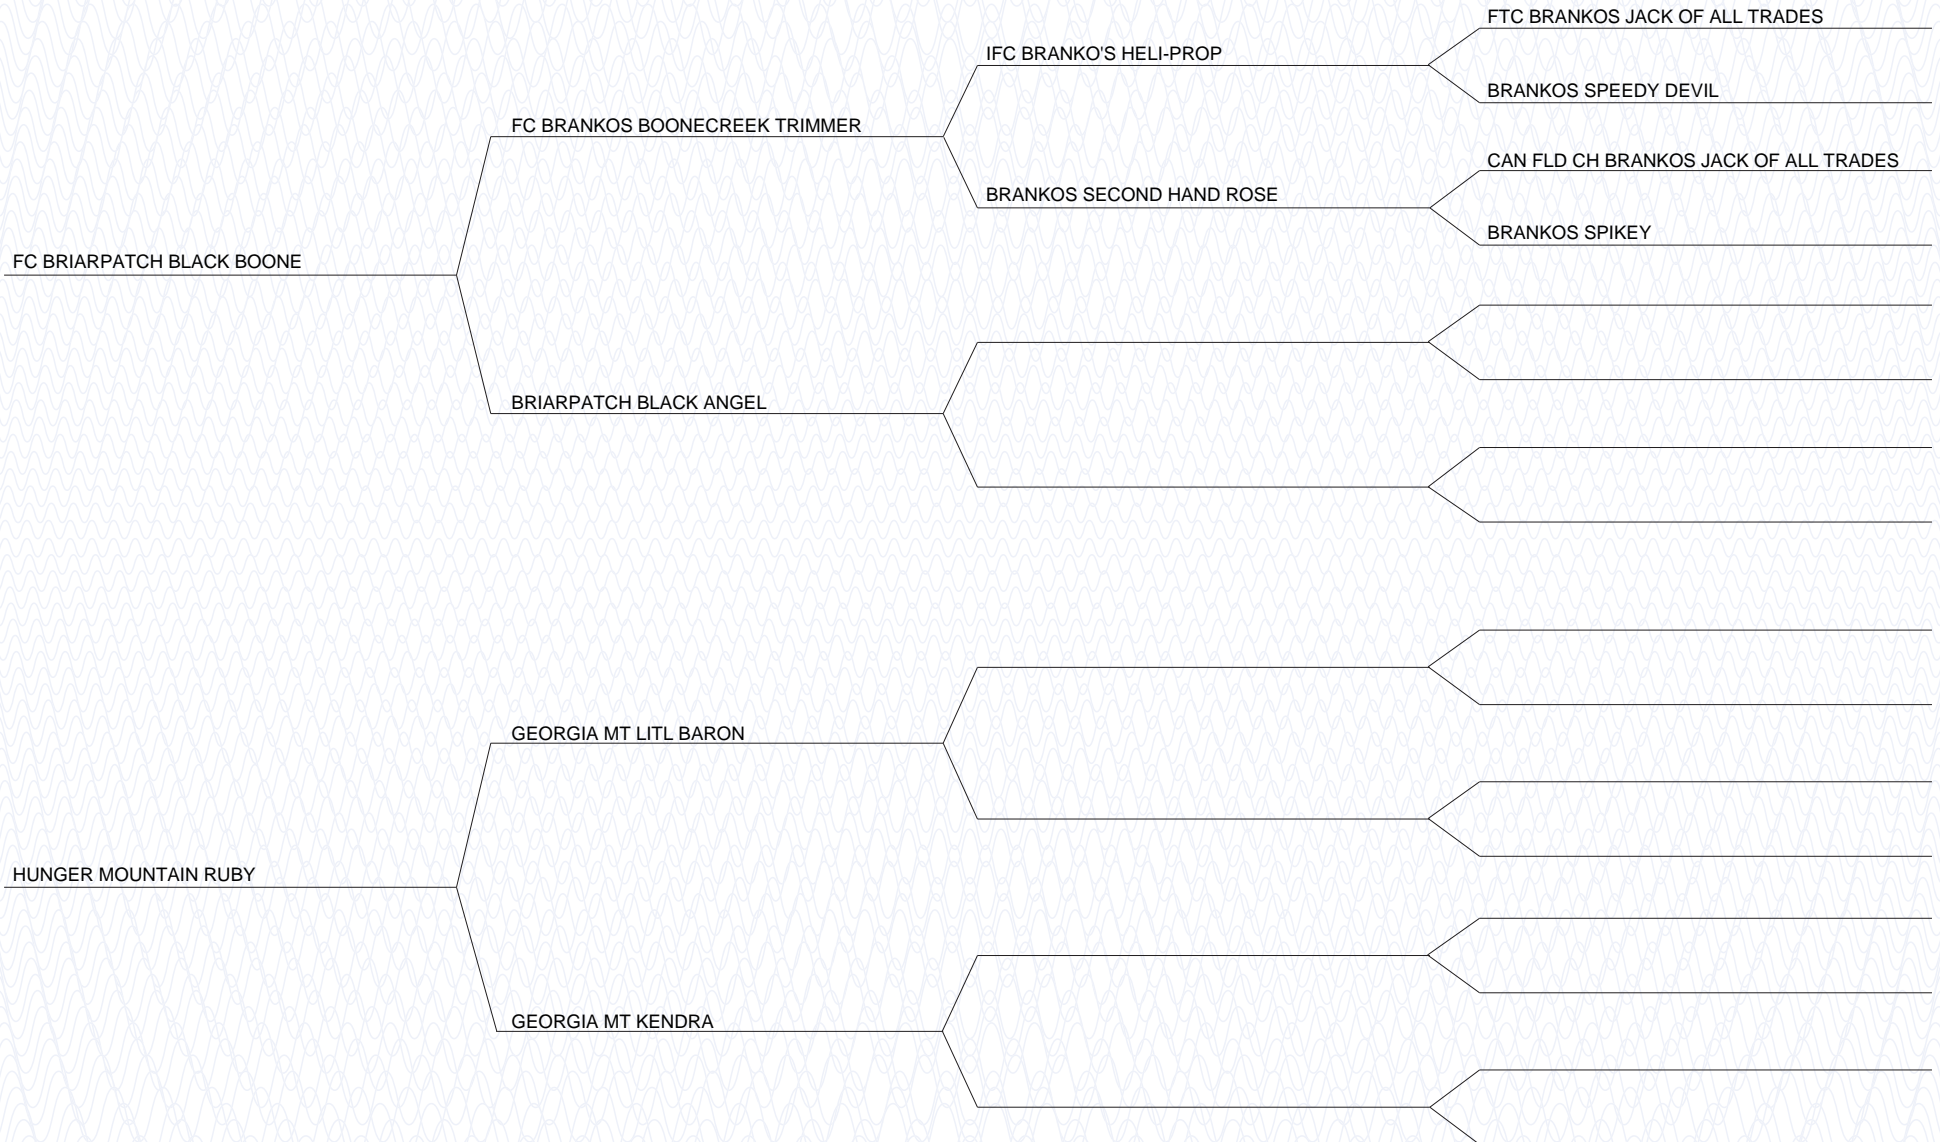 FTC BRANKOS JACK OF ALL TRADES
IFC BRANKO'S HELI-PROP
BRANKOS SPEEDY DEVIL
FC BRANKOS BOONECREEK TRIMMER
CAN FLD CH BRANKOS JACK OF ALL TRADES
BRANKOS SECOND HAND ROSE
BRANKOS SPIKEY
FC BRIARPATCH BLACK BOONE
BRIARPATCH BLACK ANGEL
GEORGIA MT LITL BARON
HUNGER MOUNTAIN RUBY
GEORGIA MT KENDRA